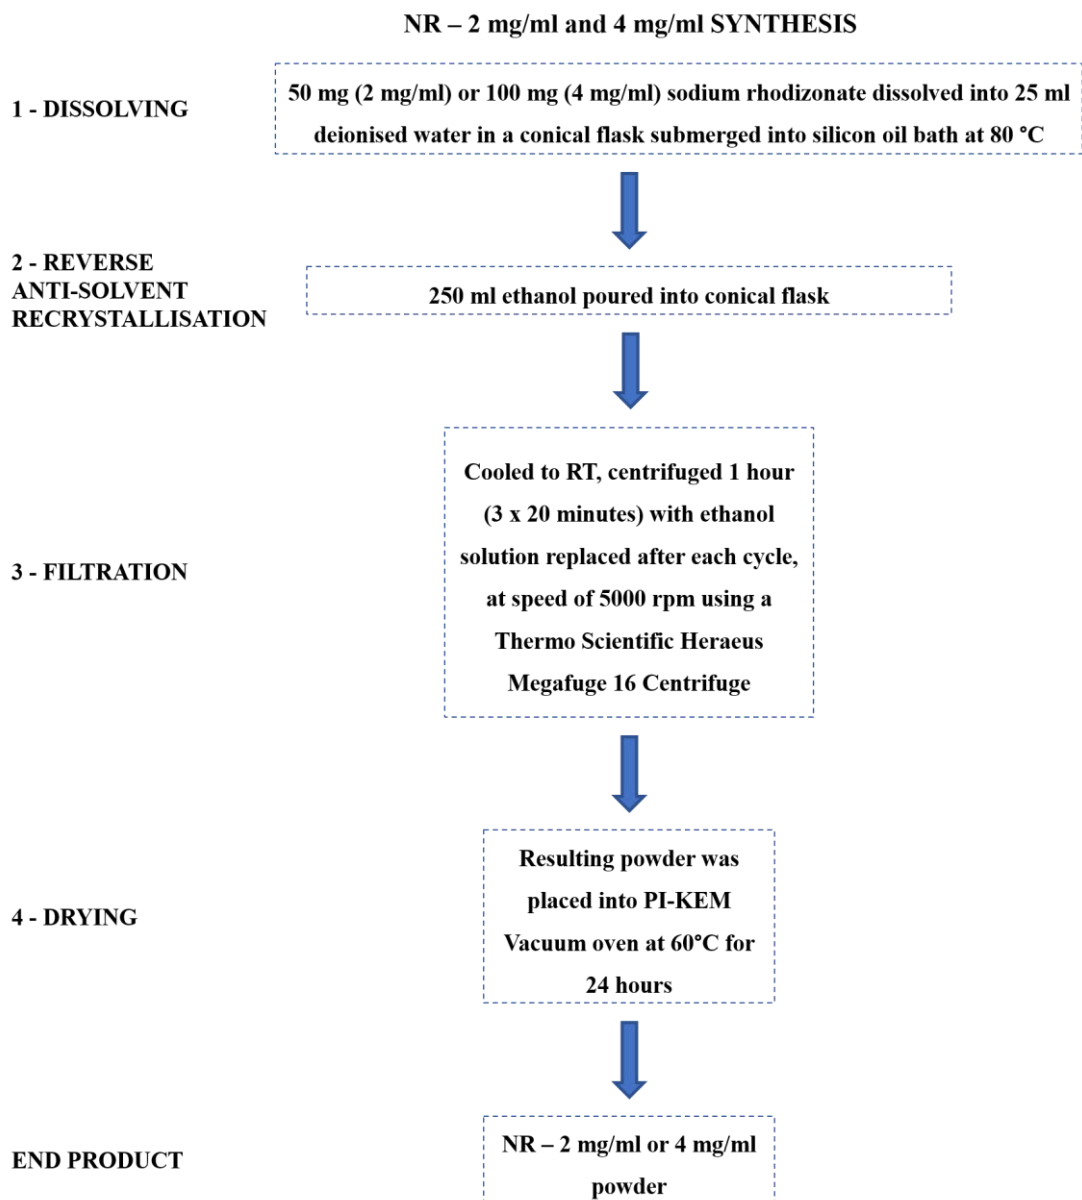 NR – 2 mg/ml and 4 mg/ml SYNTHESIS
1 - DISSOLVING
50 mg (2 mg/ml) or 100 mg (4 mg/ml) sodium rhodizonate dissolved into 25 ml
deionised water in a conical flask submerged into silicon oil bath at 80 °C
2 - REVERSE
ANTI-SOLVENT
RECRYSTALLISATION
250 ml ethanol poured into conical flask
3 - FILTRATION
Cooled to RT, centrifuged 1 hour
(3 x 20 minutes) with ethanol
solution replaced after each cycle,
at speed of 5000 rpm using a
Thermo Scientific Heraeus
Megafuge 16 Centrifuge
4 - DRYING
Resulting powder was
placed into PI-KEM
Vacuum oven at 60°C for
24 hours
END PRODUCT
NR – 2 mg/ml or 4 mg/ml
powder